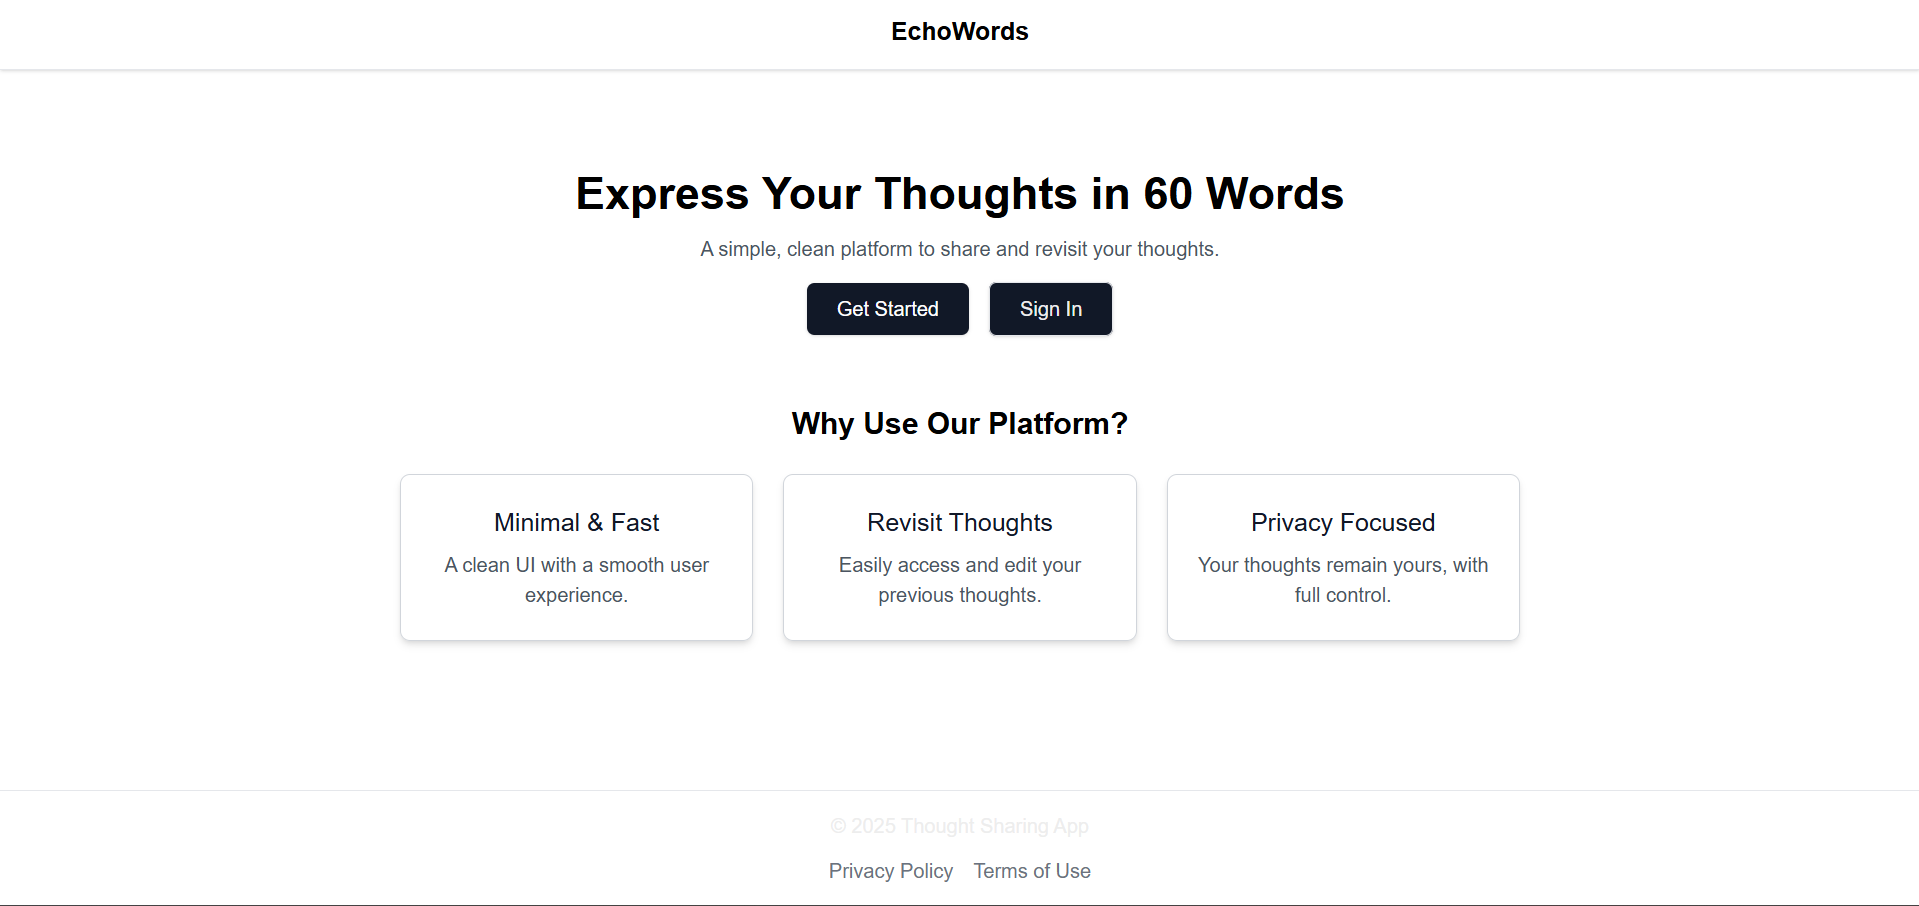 EchoWords
Express Your Thoughts in 60 Words
A simple, clean platform to share and revisit your thoughts.
Get Started
Sign In
Why Use Our Platform?
Minimal & Fast
A clean UI with a smooth user
experience.
Revisit Thoughts
Easily access and edit your
previous thoughts.
Privacy Focused
Your thoughts remain yours, with
full control.
© 2025 Thought Sharing App
Privacy Policy
Terms of Use